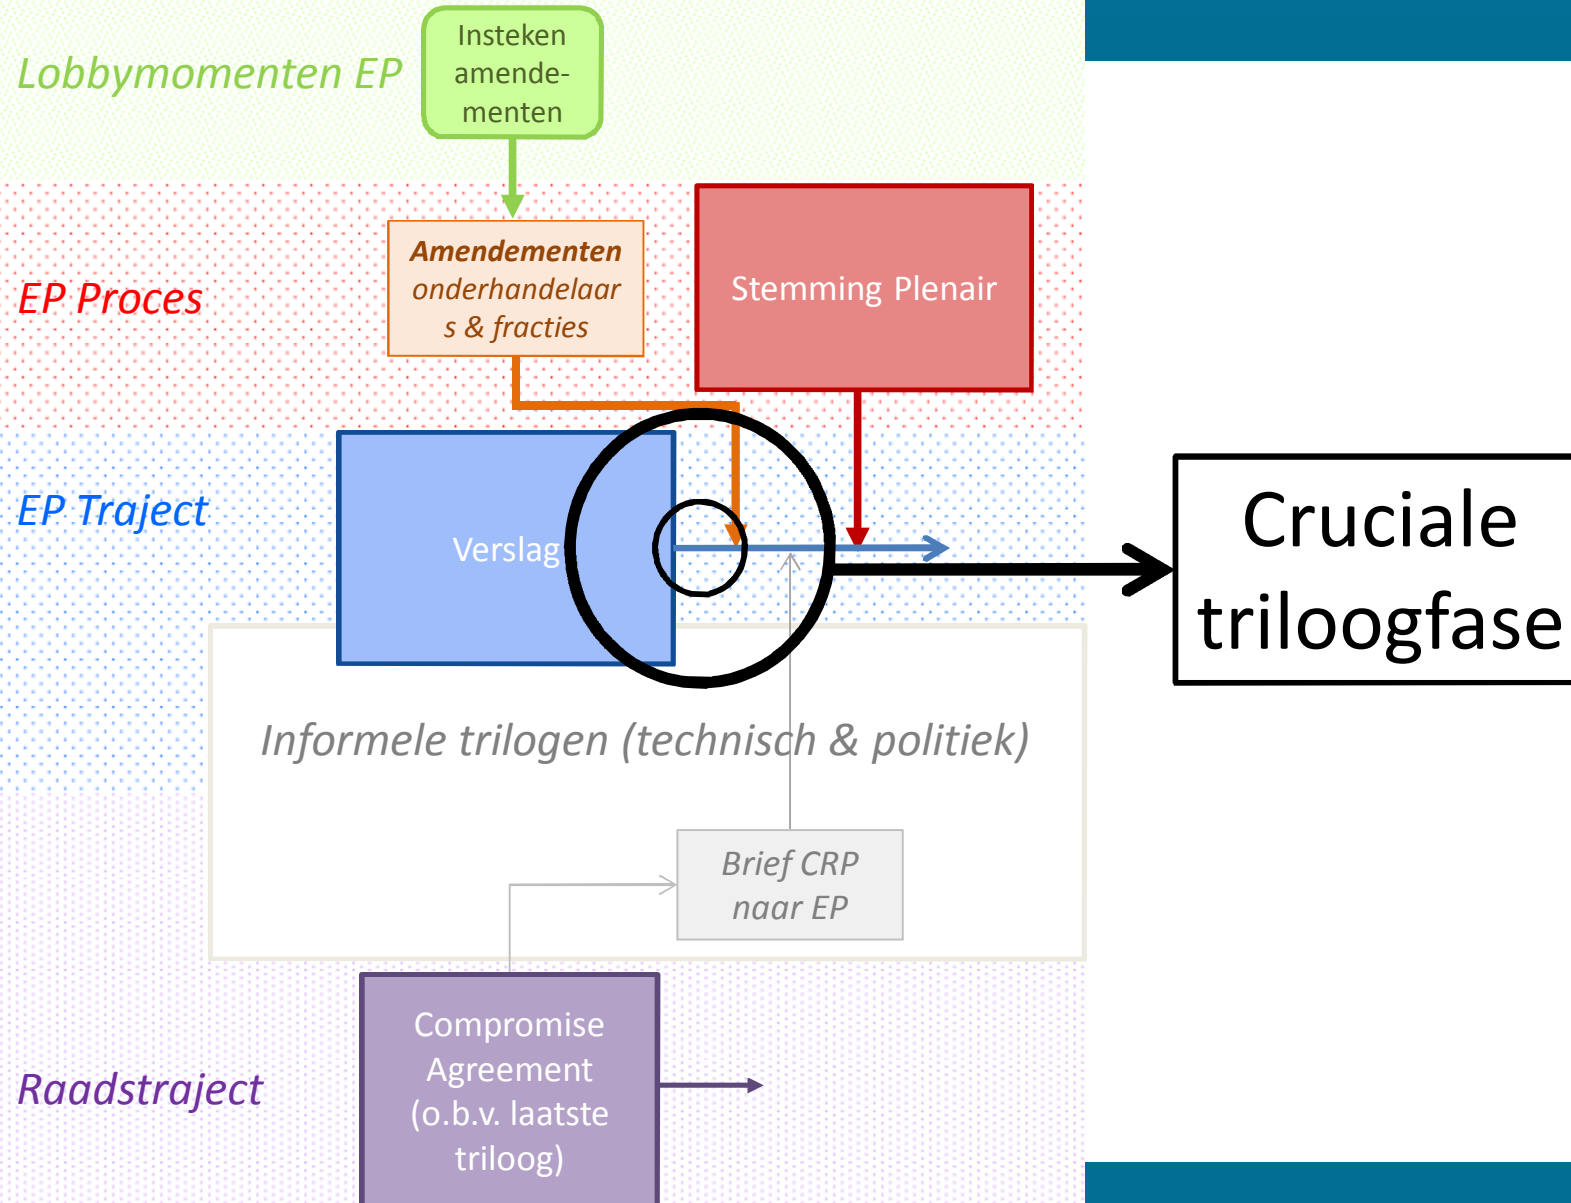 Lobbymomenten EP
Insteken
amende-
menten
EP Proces
Amendementen
onderhandelaar
s & fracties
Stemming Plenair
EP Traject
Verslag
Cruciale
triloogfase
Informele trilogen (technisch & politiek)
Brief CRP
naar EP
Raadstraject
Compromise
Agreement
(o.b.v. laatste
triloog)